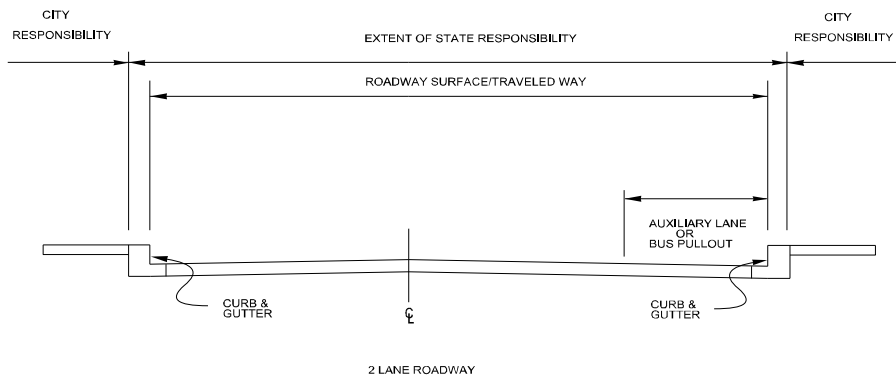 CITY
RESPONSIBILITY
EXTENT OF STATE RESPONSIBILITY
CITY
RESPONSIBILITY
ROADWAY SURFACE/TRAVELED WAY
AUXILIARY LANE
OR
BUS PULLOUT
CURB &
GUTTER
℄
CURB &
GUTTER
2 LANE ROADWAY